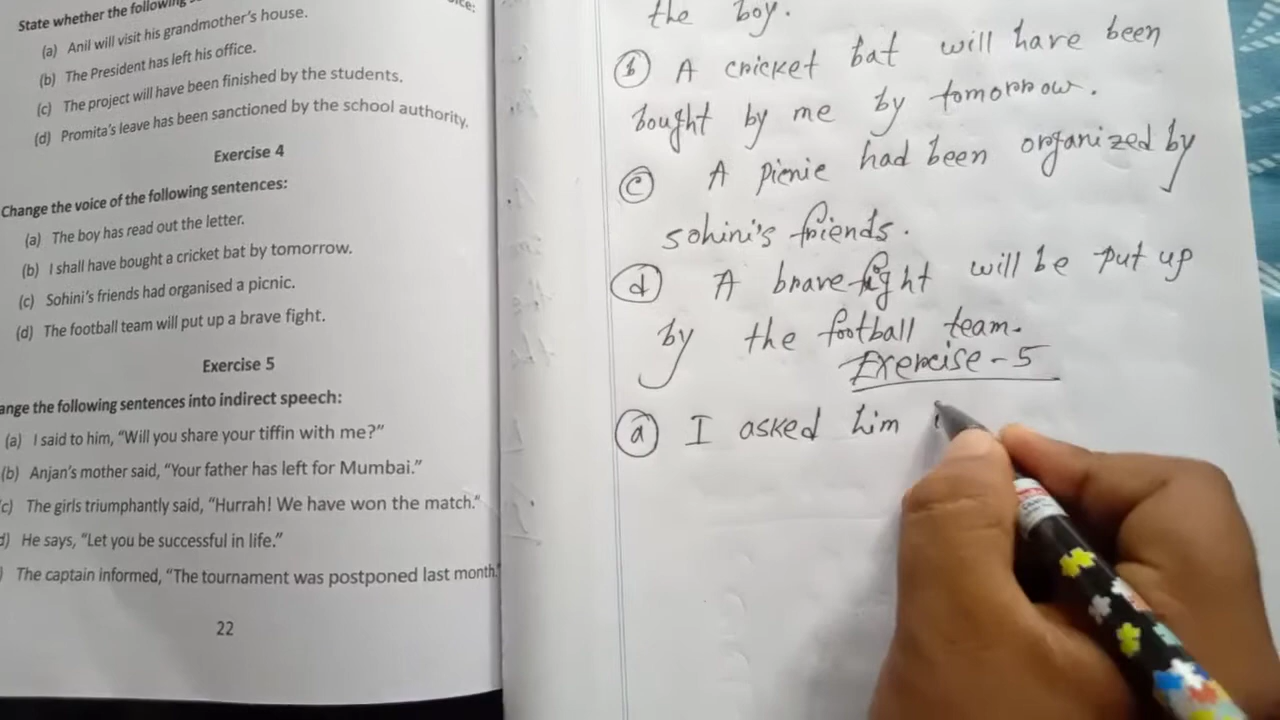 State whether the following
(a) Anil will visit his grandmother's house.
(b) The President has left his office.
(c) The project will have been finished by the students.
(d) Promita's leave has been sanctioned by the school authority.
Exercise 4
Change the voice of the following sentences:
(a) The boy has read out the letter.
(b) I shall have bought a cricket bat by tomorrow.
(c) Sohini's friends had organised a picnic.
(d) The football team will put up a brave fight.
Exercise 5
ange the following sentences into indirect speech:
(a) I said to him, “Will you share your tiffin with me?”
(b) Anjan's mother said, “Your father has left for Mumbai.”
c) The girls triumphantly said, “Hurrah! We have won the match.”
d) He says, “Let you be successful in life.”
) The captain informed, “The tournament was postponed last month.”
22
the boy.
(b) A cricket bat will have been
bought by me by tomorrow.
(c) A picnic had been organized by
sohini's friends.
(d) A brave fight will be put up
by the football team.
Exercise-5
(a) I asked him